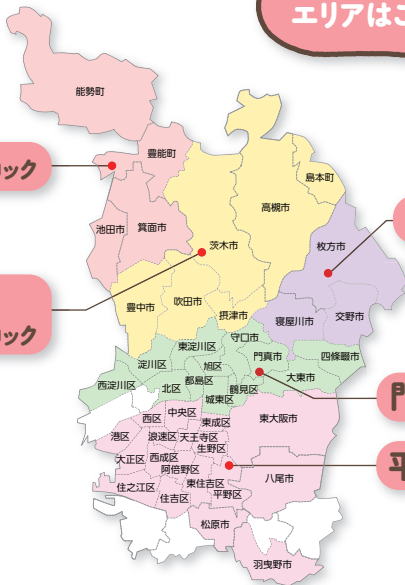 エリアはこ
能勢町
豊能町
ック
島本町
高槻市
池田市
箕面市
茨木市
枚方市
豊中市
吹田市
摂津市
ック
寝屋川市
交野市
守口市
東淀川区
門真市
四條畷市
淀川区
旭区
都島区
大東市
西淀川区
北区
鶴見区
城東区
門
中央区
西区
東成区
東大阪市
港区
浪速区
天王寺区
生野区
大正区
西成区
阿倍野区
平
八尾市
住之江区
東住吉区
住吉区
平野区
松原市
羽曳野市